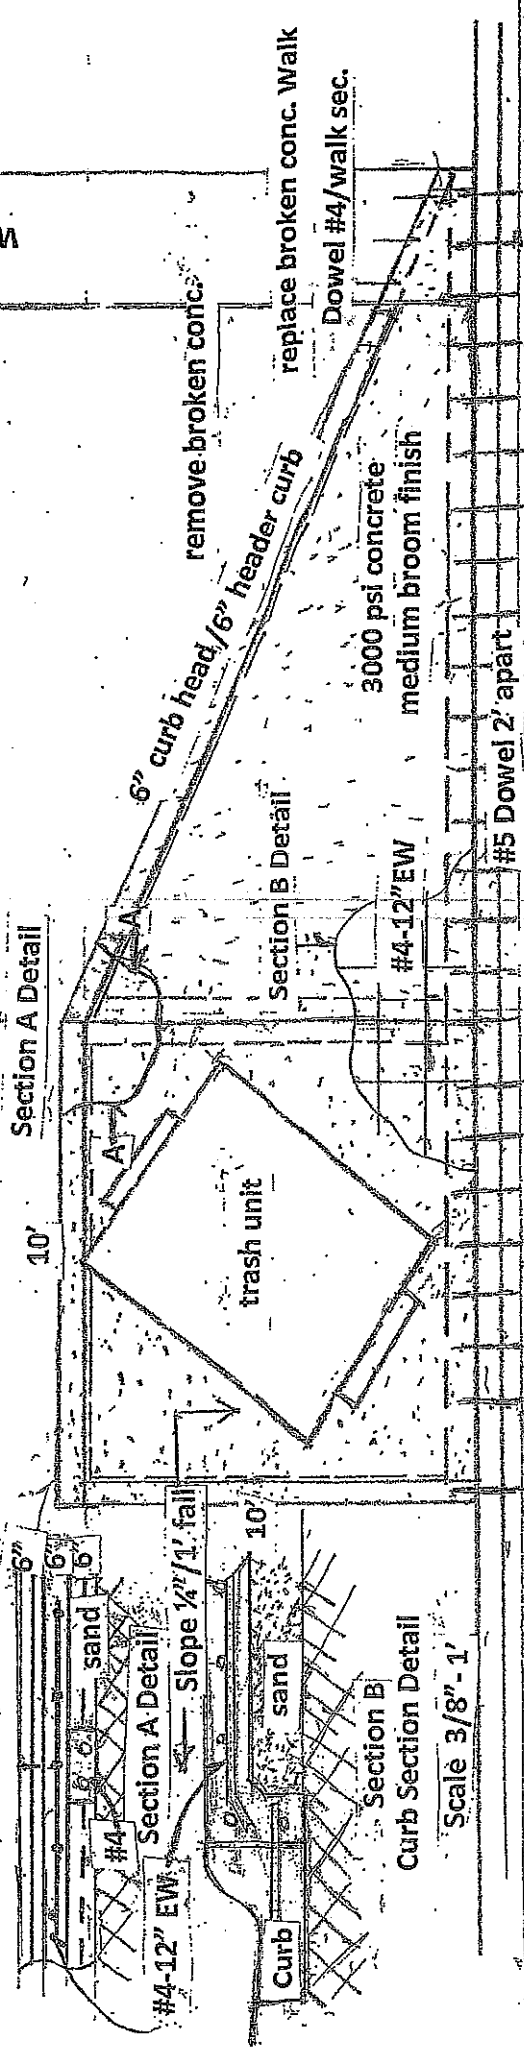 6"
6"
6"
sand
#4
Section A Detail
#4-12" EW
Slope ¼"/1' fall
10'
sand
Curb
Section B
Curb Section Detail
Scale 3/8"- 1'
10'
Section A Detail
A
A
trash unit
6" curb head/6" header curb
Section B Detail
#4-12"EW
#5 Dowel 2' apart
remove broken conc.
3000 psi concrete
medium broom finish
replace broken conc. Walk
Dowel #4/walk sec.